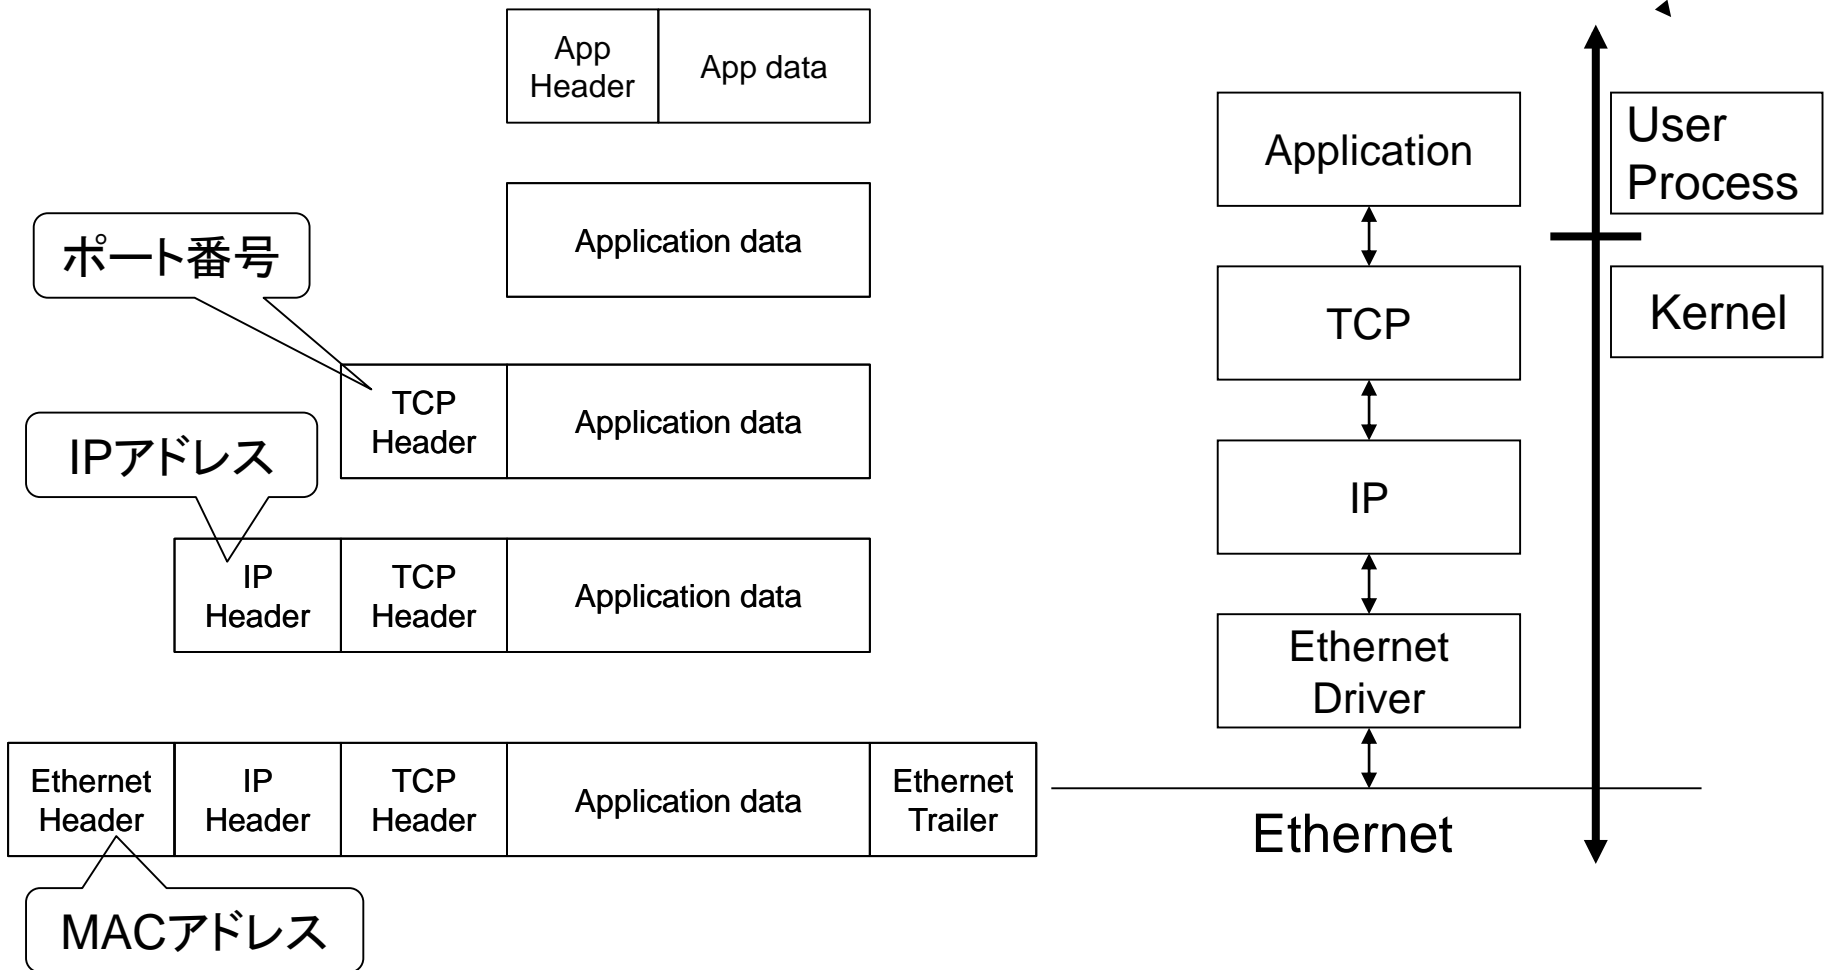 App
Header
App data
Application data
ポート番号
TCP
Header
Application data
IPアドレス
IP
Header
TCP
Header
Application data
Ethernet
Header
IP
Header
TCP
Header
Application data
Ethernet
Trailer
MACアドレス
Application
TCP
IP
Ethernet
Driver
Ethernet
User
Process
Kernel